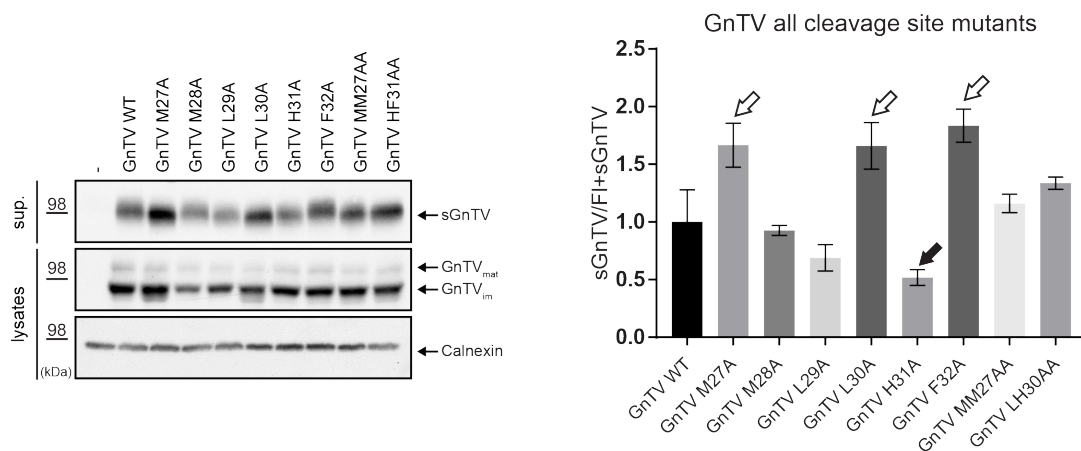 -
GnTV WT
GnTV M27A
GnTV M28A
GnTV L29A
GnTV L30A
GnTV H31A
GnTV F32A
GnTV MM27AA
GnTV HF31AA
sup.
98
sGnTV
lysates
98
GnTVmat
GnTVim
98
Calnexin
(kDa)
GnTV all cleavage site mutants
sGnTV/Fl+sGnTV
2.5
2.0
1.5
1.0
0.5
0.0
GnTV WT
GnTV M27A
GnTV M28A
GnTV L29A
GnTV L30A
GnTV H31A
GnTV F32A
GnTV MM27AA
GnTV LH30AA